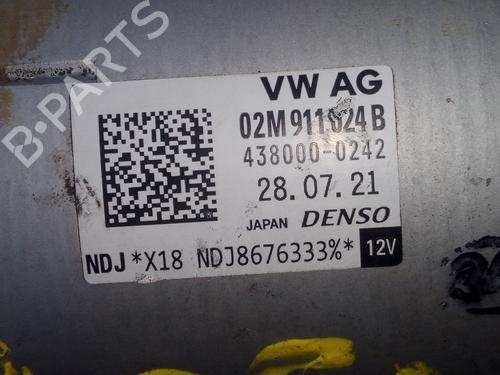 B-PARTS
VW AG
02M911024B
438000-0242
28.07.21
JAPAN DENSO
NDJ *X18 NDJ8676333%* 12V